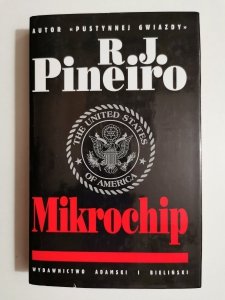 AUTOR »PUSTYNNEJ GWIAZDY«
R.J.
Pineiro
THE UNITED STATES
OF AMERICA
Mikrochip
WYDAWNICTWO ADAMSKI I BIELIŃSKI